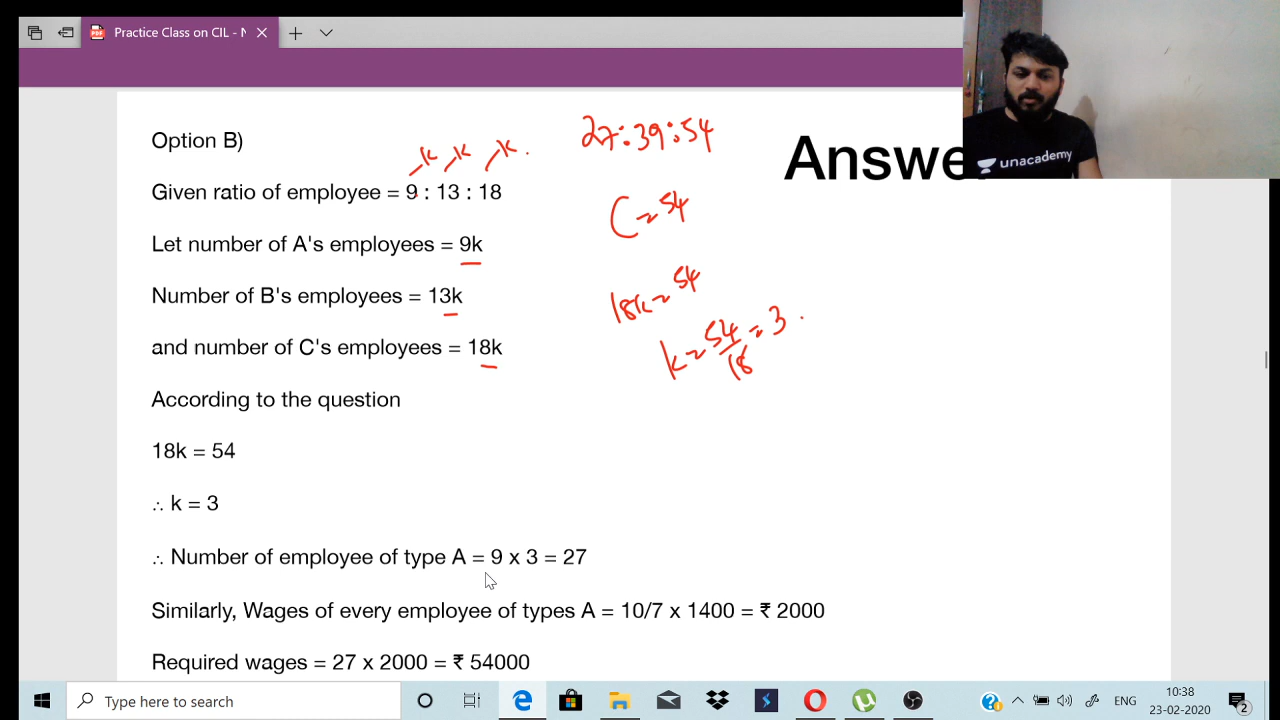 Practice Class on CIL - N
Option B)
27:39:54
Answe
unacademy
k k k
Given ratio of employee = 9 : 13 : 18
C = 54
Let number of A's employees = 9k
Number of B's employees = 13k
18k = 54
and number of C's employees = 18k
k = 54/18 = 3
According to the question
18k = 54
∴ k = 3
∴ Number of employee of type A = 9 x 3 = 27
Similarly, Wages of every employee of types A = 10/7 x 1400 = ₹ 2000
Required wages = 27 x 2000 = ₹ 54000
Type here to search
ENG
10:38
23-02-2020
2